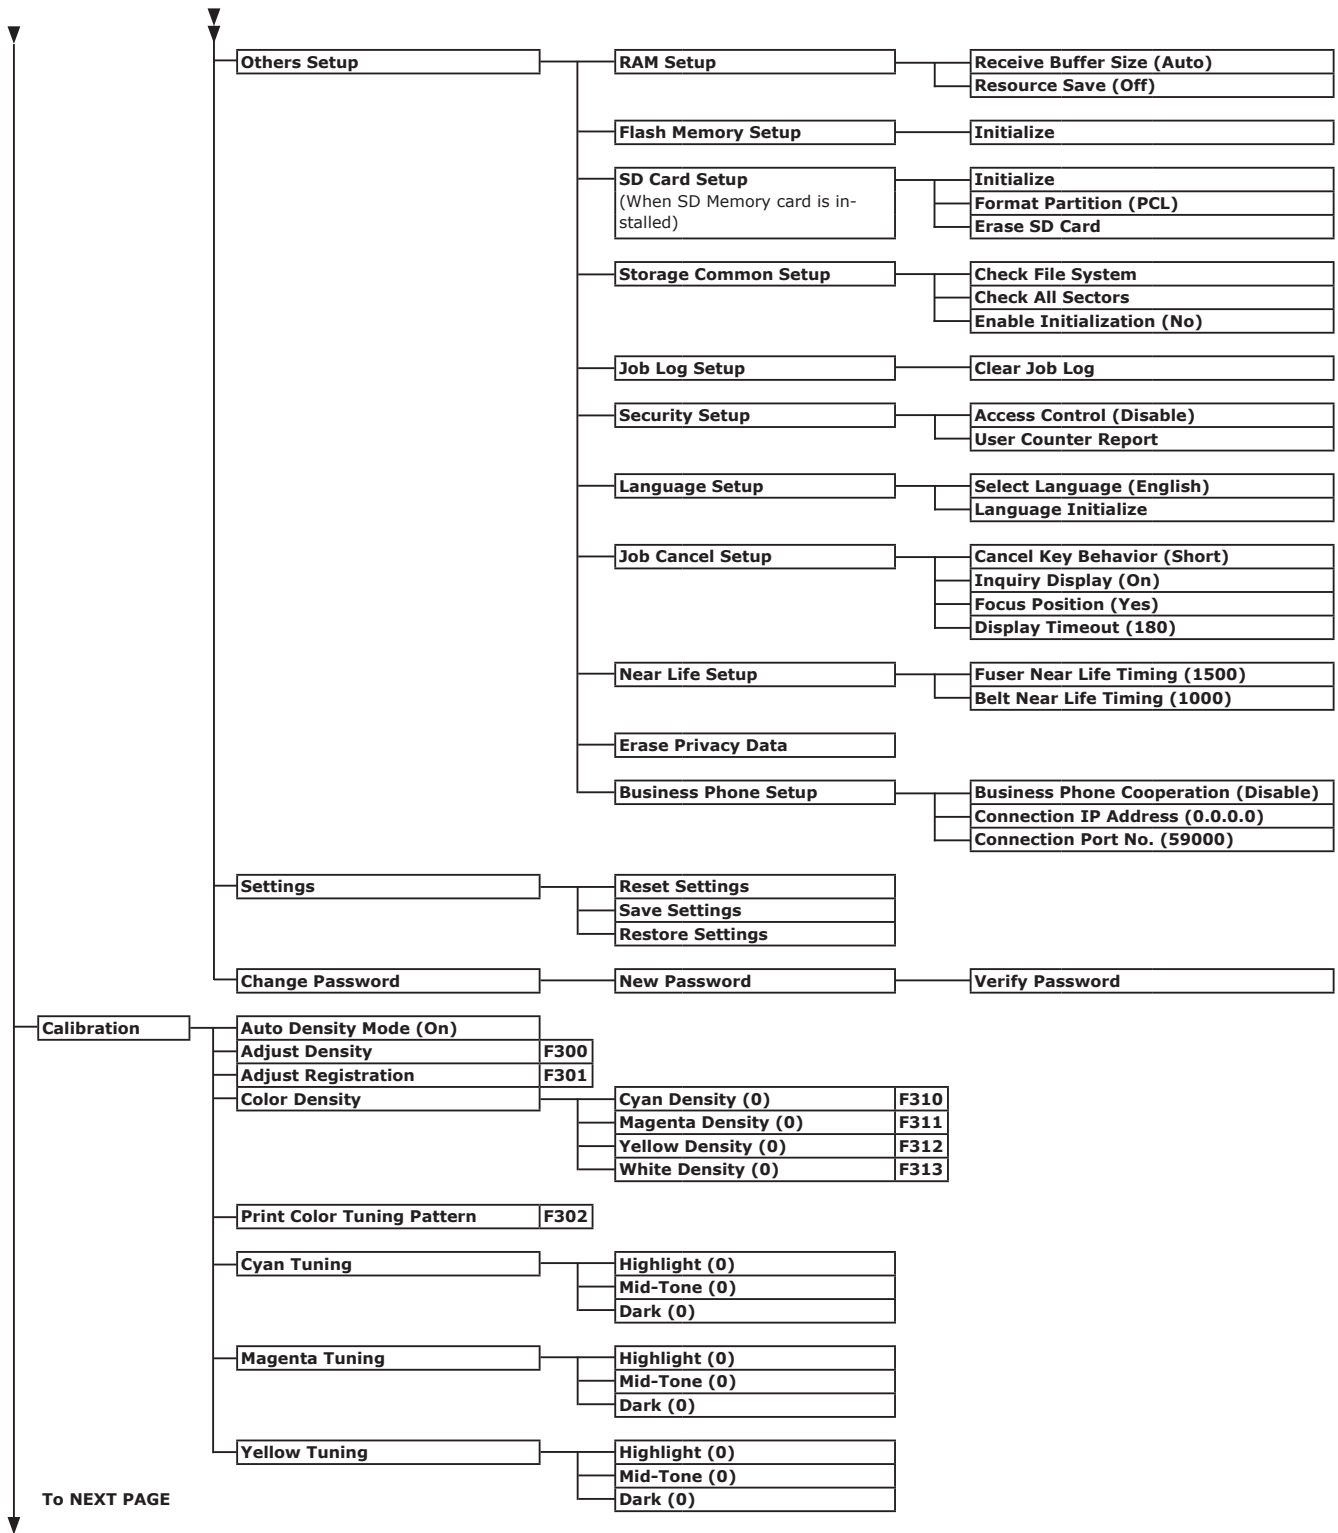 Others Setup
RAM Setup
Receive Buffer Size (Auto)
Resource Save (Off)
Flash Memory Setup
Initialize
SD Card Setup
(When SD Memory card is in-
stalled)
Initialize
Format Partition (PCL)
Erase SD Card
Storage Common Setup
Check File System
Check All Sectors
Enable Initialization (No)
Job Log Setup
Clear Job Log
Security Setup
Access Control (Disable)
User Counter Report
Language Setup
Select Language (English)
Language Initialize
Job Cancel Setup
Cancel Key Behavior (Short)
Inquiry Display (On)
Focus Position (Yes)
Display Timeout (180)
Near Life Setup
Fuser Near Life Timing (1500)
Belt Near Life Timing (1000)
Erase Privacy Data
Business Phone Setup
Business Phone Cooperation (Disable)
Connection IP Address (0.0.0.0)
Connection Port No. (59000)
Settings
Reset Settings
Save Settings
Restore Settings
Change Password
New Password
Verify Password
Calibration
Auto Density Mode (On)
Adjust Density F300
Adjust Registration F301
Color Density
Cyan Density (0) F310
Magenta Density (0) F311
Yellow Density (0) F312
White Density (0) F313
Print Color Tuning Pattern F302
Cyan Tuning
Highlight (0)
Mid-Tone (0)
Dark (0)
Magenta Tuning
Highlight (0)
Mid-Tone (0)
Dark (0)
Yellow Tuning
Highlight (0)
Mid-Tone (0)
Dark (0)
To NEXT PAGE